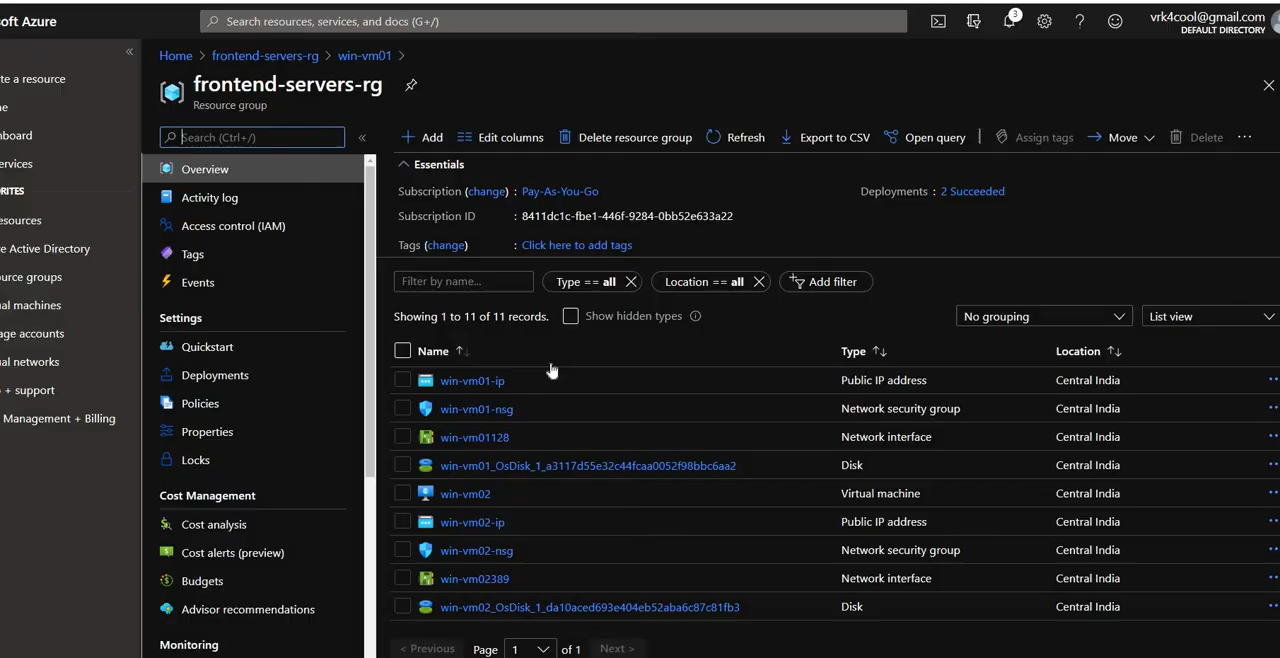 soft Azure
Search resources, services, and docs (G+/)
3
vrk4cool@gmail.com
DEFAULT DIRECTORY
«
te a resource
ne
hboard
ervices
RITES
esources
e Active Directory
urce groups
al machines
age accounts
al networks
+ support
Management + Billing
Home > frontend-servers-rg > win-vm01 >
frontend-servers-rg
Resource group
Search (Ctrl+/)
«
Overview
Activity log
Access control (IAM)
Tags
Events
Settings
Quickstart
Deployments
Policies
Properties
Locks
Cost Management
Cost analysis
Cost alerts (preview)
Budgets
Advisor recommendations
Monitoring
Add Edit columns Delete resource group Refresh Export to CSV Open query Assign tags Move Delete ...
Essentials
Subscription (change) : Pay-As-You-Go
Deployments : 2 Succeeded
Subscription ID : 8411dc1c-fbe1-446f-9284-0bb52e633a22
Tags (change) : Click here to add tags
Filter by name... Type == all Location == all Add filter
Showing 1 to 11 of 11 records. Show hidden types
No grouping List view
Name Type Location
win-vm01-ip Public IP address Central India
win-vm01-nsg Network security group Central India
win-vm01128 Network interface Central India
win-vm01_OsDisk_1_a3117d55e32c44fcaa0052f98bbc6aa2 Disk Central India
win-vm02 Virtual machine Central India
win-vm02-ip Public IP address Central India
win-vm02-nsg Network security group Central India
win-vm02389 Network interface Central India
win-vm02_OsDisk_1_da10aced693e404eb52aba6c87c81fb3 Disk Central India
< Previous Page 1 of 1 Next >